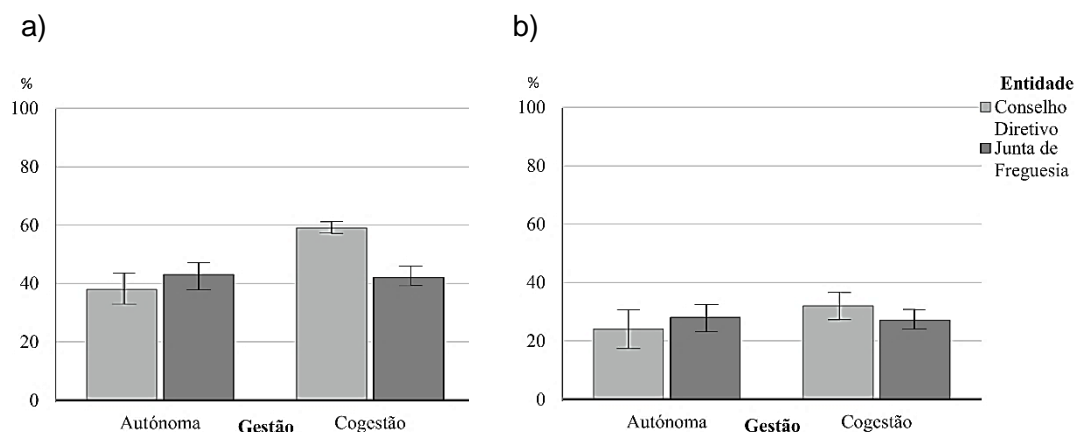 a)
%
100
80
60
40
20
0
Autónoma Gestão Cogestão
b)
%
100
80
60
40
20
0
Autónoma Gestão Cogestão
Entidade
Conselho
Diretivo
Junta de
Freguesia